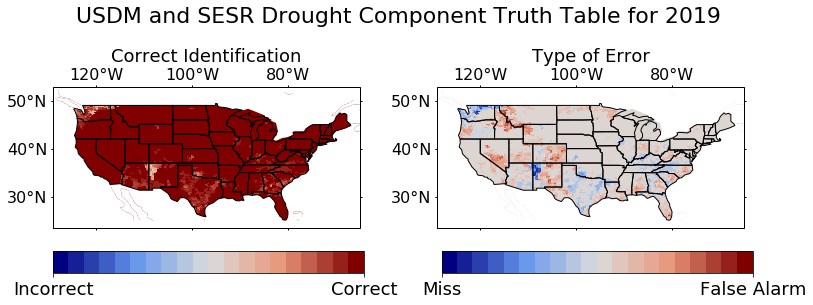 USDM and SESR Drought Component Truth Table for 2019
Correct Identification
120°W 100°W 80°W
50°N
40°N
30°N
Incorrect Correct
Type of Error
120°W 100°W 80°W
50°N
40°N
30°N
Miss False Alarm